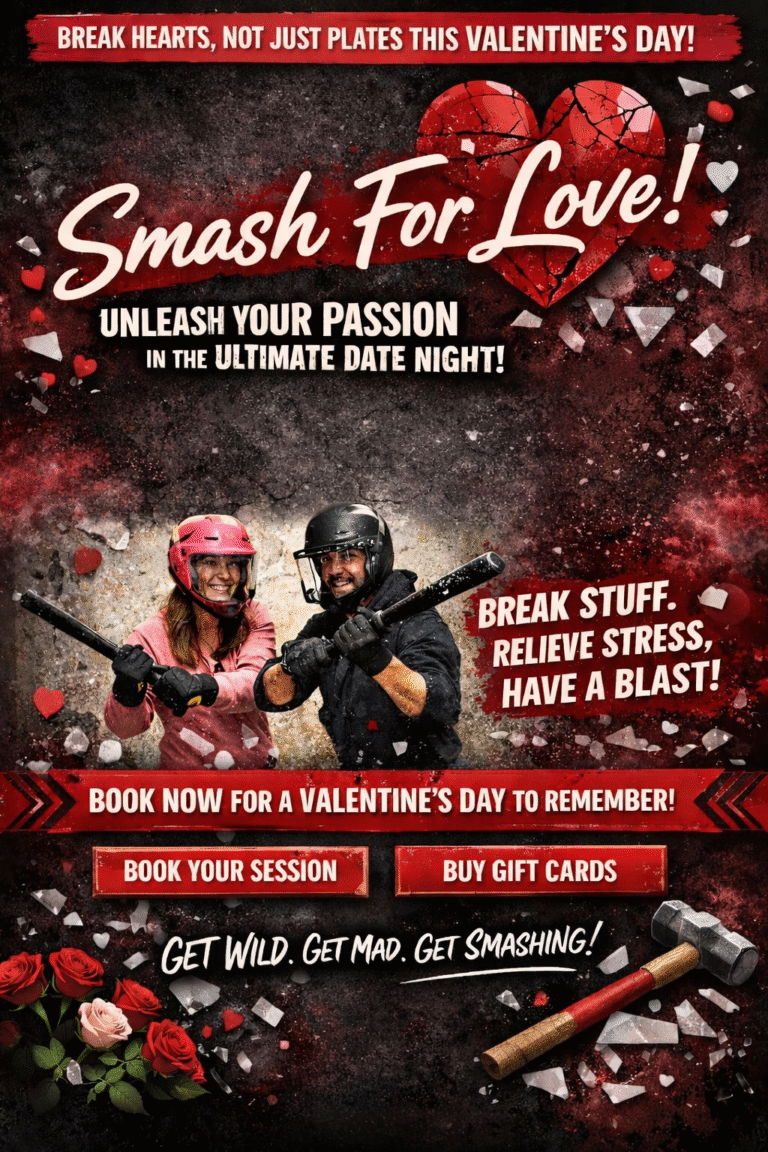 BREAK HEARTS, NOT JUST PLATES THIS VALENTINE'S DAY!
Smash For Love!
UNLEASH YOUR PASSION
IN THE ULTIMATE DATE NIGHT!
BREAK STUFF.
RELIEVE STRESS,
HAVE A BLAST!
BOOK NOW FOR A VALENTINE'S DAY TO REMEMBER!
BOOK YOUR SESSION
BUY GIFT CARDS
GET WILD. GET MAD. GET SMASHING!